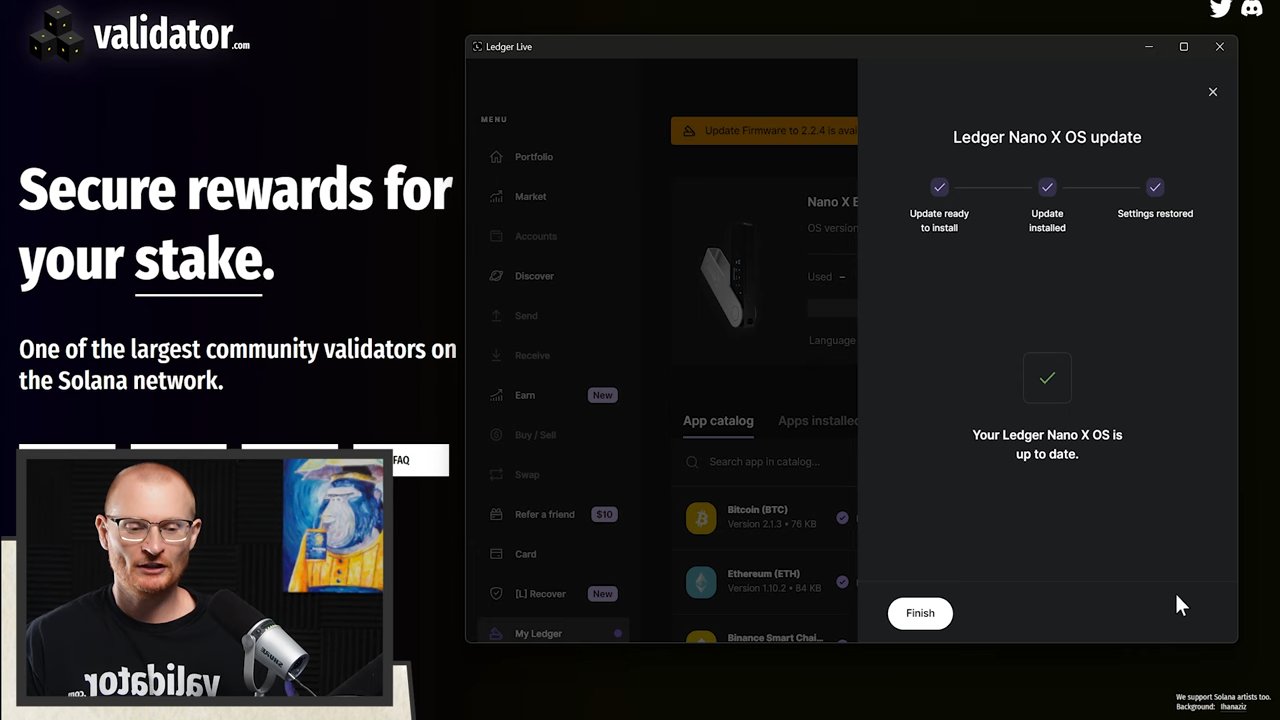 validator.com
Secure rewards for
your stake.
One of the largest community validators on
the Solana network.
FAQ
Ledger Live
MENU
Portfolio
Market
Accounts
Discover
Send
Receive
Earn
New
Buy / Sell
Swap
Refer a friend
$10
Card
[L] Recover
New
My Ledger
Update Firmware to 2.2.4 is avai
Nano X
OS version
Used –
Language
App catalog
Apps installed
Search app in catalog...
Bitcoin (BTC)
Version 2.1.3 • 76 KB
Ethereum (ETH)
Version 1.10.2 • 84 KB
Binance Smart Chai...
Ledger Nano X OS update
Update ready
to install
Update
installed
Settings restored
Your Ledger Nano X OS is
up to date.
Finish
validator
SHURE
We support Solana artists too.
Background: Ihanaziz